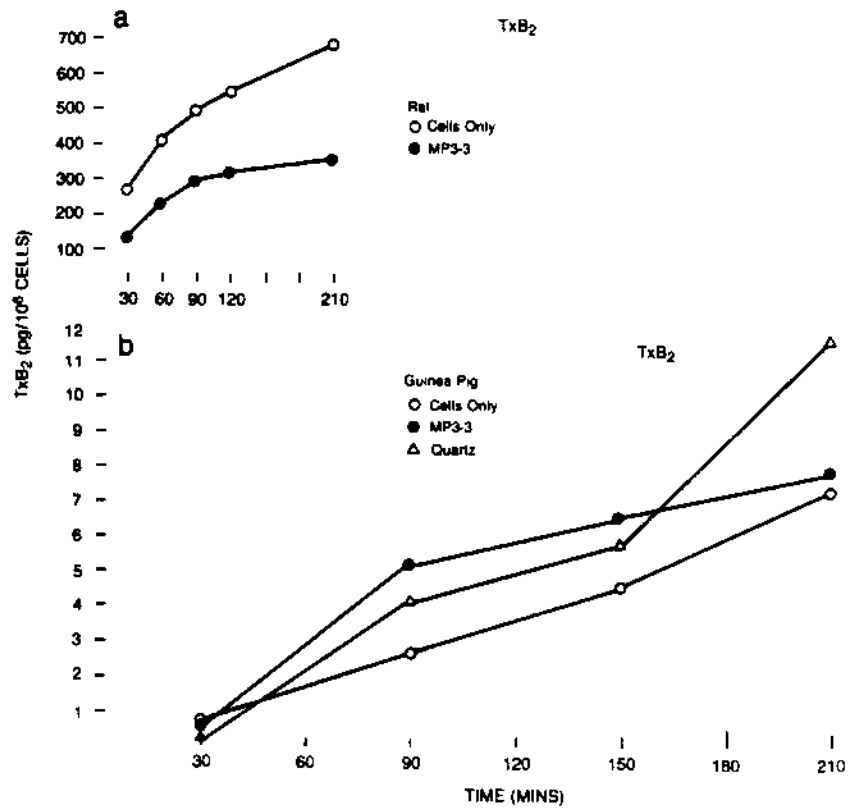 a
TxB2
700
600
500
400
300
200
100
Rat
Cells Only
MP3-3
30 60 90 120 210
TxB2 (pg/10⁶ CELLS)
b
TxB2
12
11
10
9
8
7
6
5
4
3
2
1
Guinea Pig
Cells Only
MP3-3
Quartz
30 60 90 120 150 180 210
TIME (MINS)